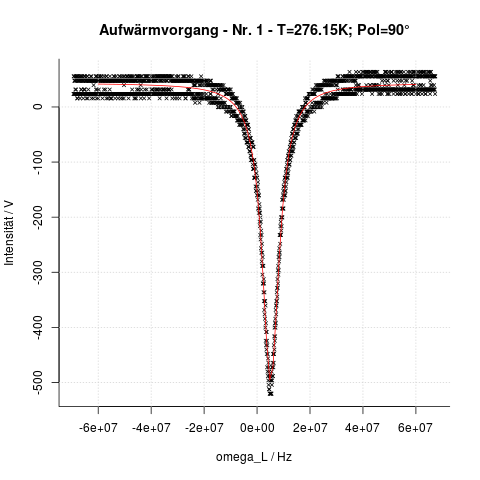 Aufwärmvorgang - Nr. 1 - T=276.15K; Pol=90°
Intensität / V
0
-100
-200
-300
-400
-500
-6e+07 -4e+07 -2e+07 0e+00 2e+07 4e+07 6e+07
omega_L / Hz